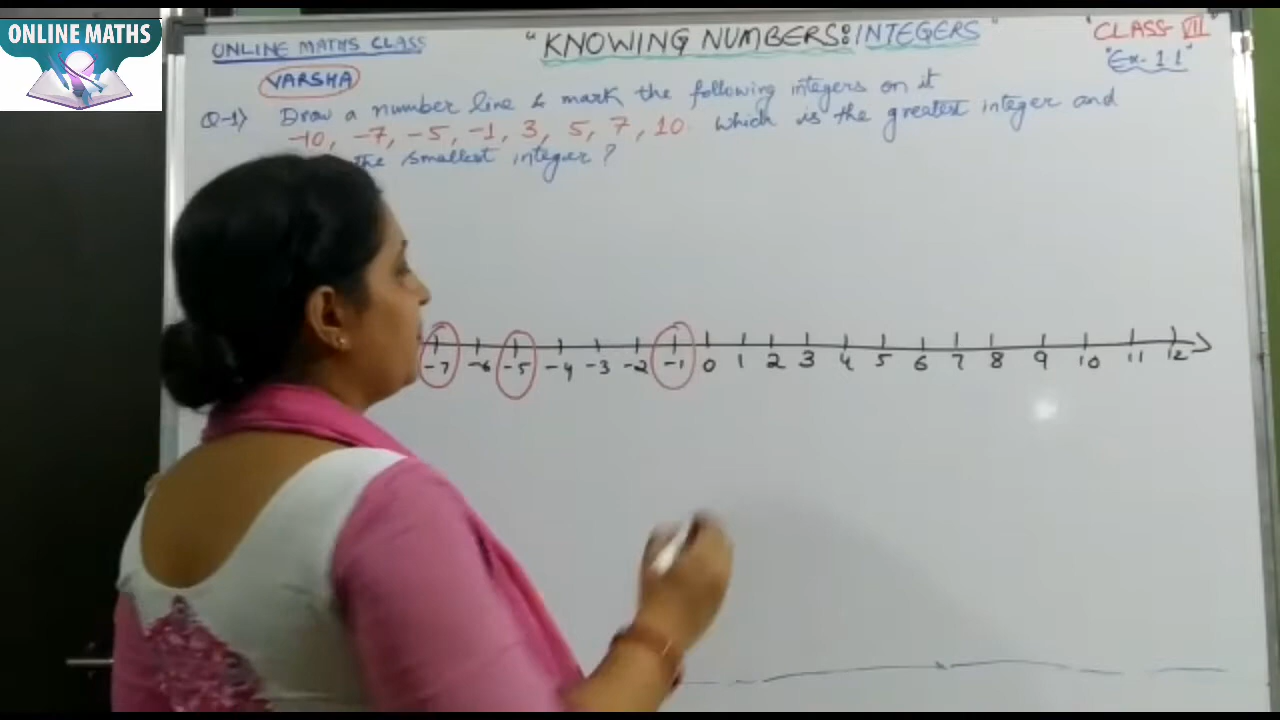 ONLINE MATHS
ONLINE MATHS CLASS
"KNOWING NUMBERS: INTEGERS"
"CLASS VII"
"Ex-1.1"
VARSHA
Q-1) Draw a number line & mark the following integers on it
-10, -7, -5, -1, 3, 5, 7, 10. Which is the greatest integer and
the smallest integer?
-7 -6 -5 -4 -3 -2 -1 0 1 2 3 4 5 6 7 8 9 10 11 12